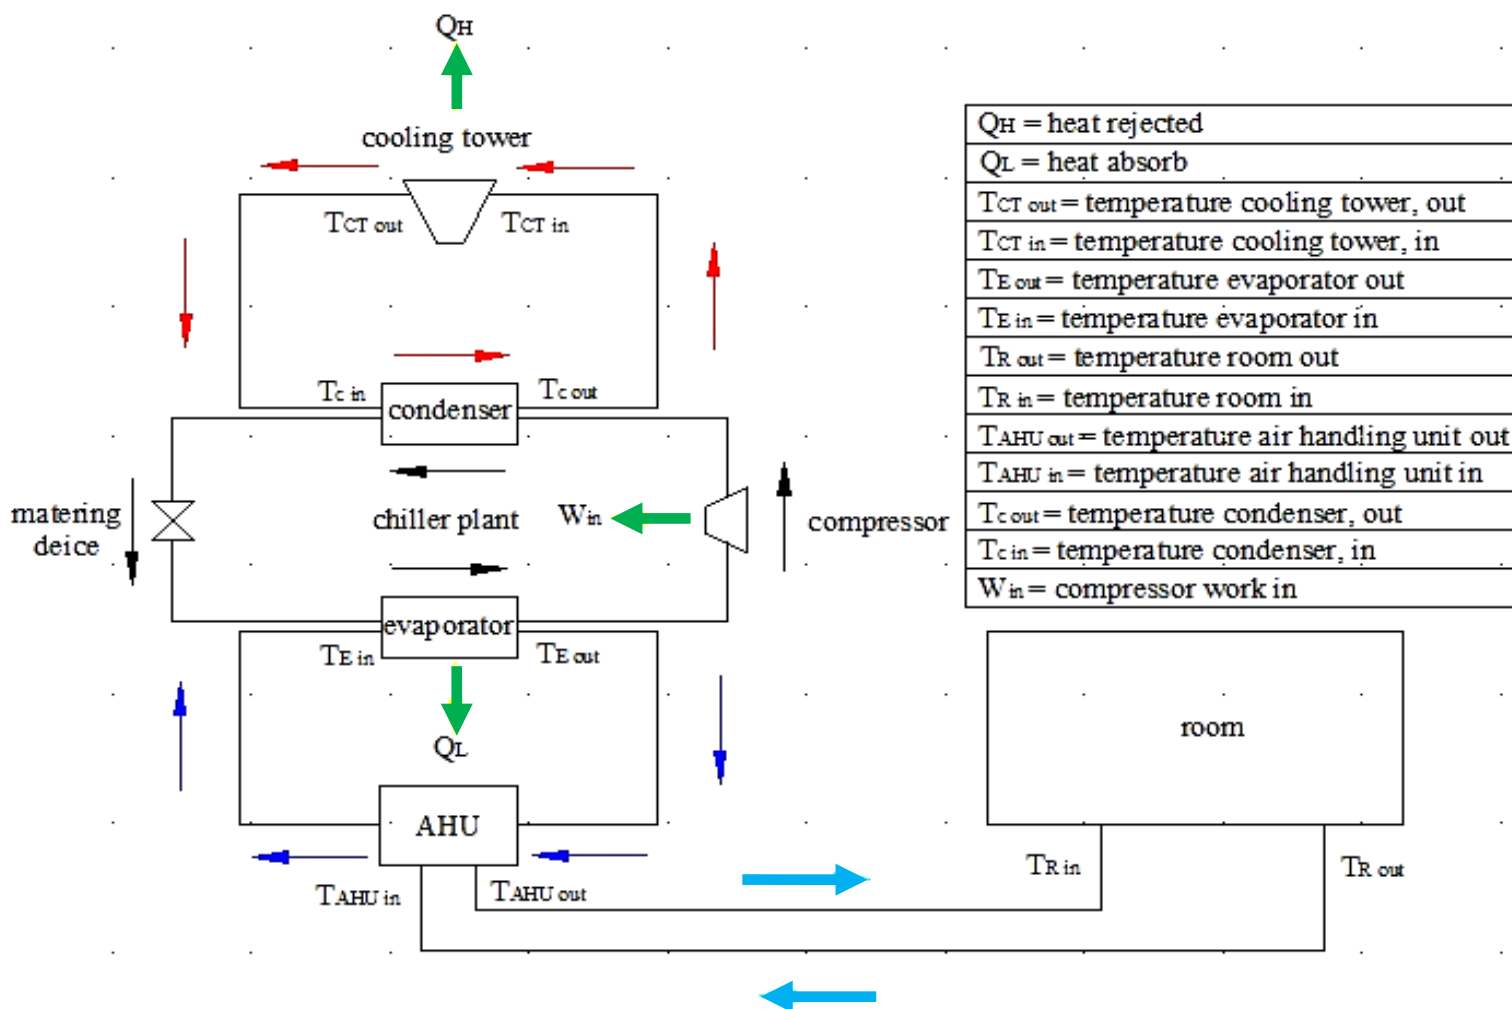 QH
cooling tower
TCT out
TCT in
Tc in
Tc out
condenser
matering
deice
chiller plant
Win
compressor
evaporator
TE in
TE out
QL
AHU
TAHU in
TAHU out
room
TR in
TR out
QH = heat rejected
QL = heat absorb
TCT out = temperature cooling tower, out
TCT in = temperature cooling tower, in
TE out = temperature evaporator out
TE in = temperature evaporator in
TR out = temperature room out
TR in = temperature room in
TAHU out = temperature air handling unit out
TAHU in = temperature air handling unit in
Tc out = temperature condenser, out
Tc in = temperature condenser, in
Win = compressor work in